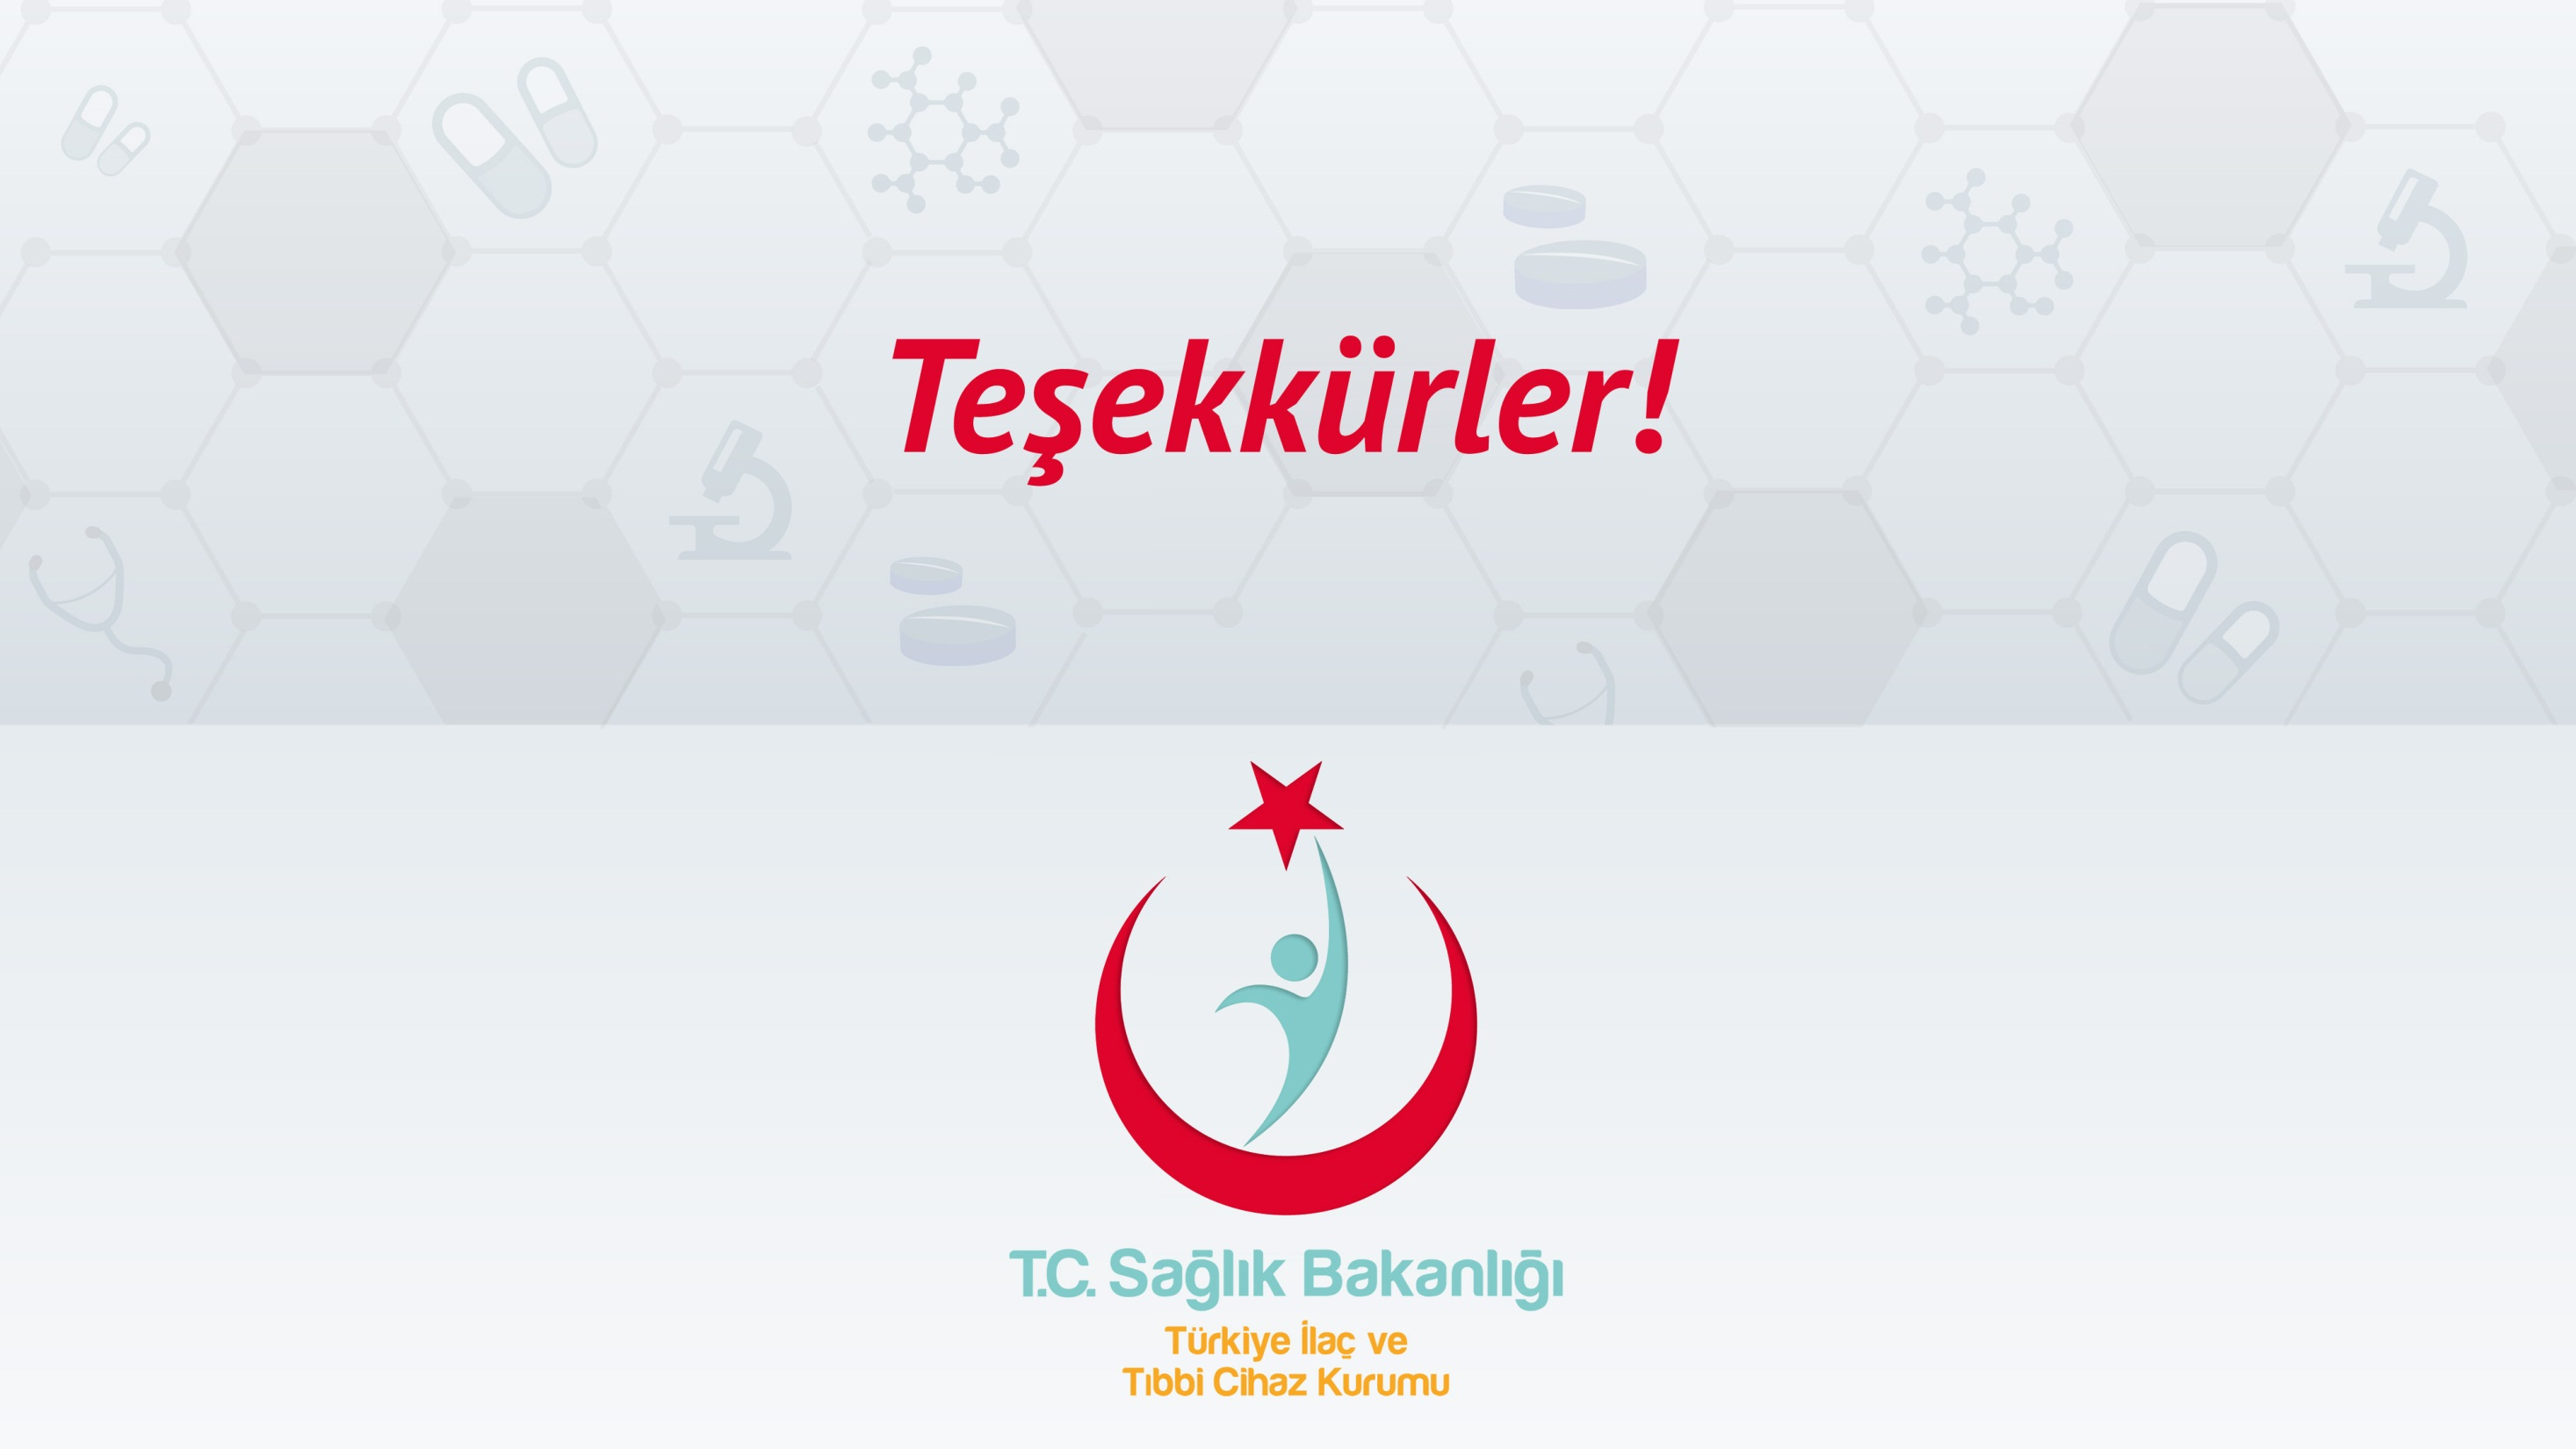 Teşekkürler!
T.C. Sağlık Bakanlığı
Türkiye İlaç ve
Tıbbi Cihaz Kurumu